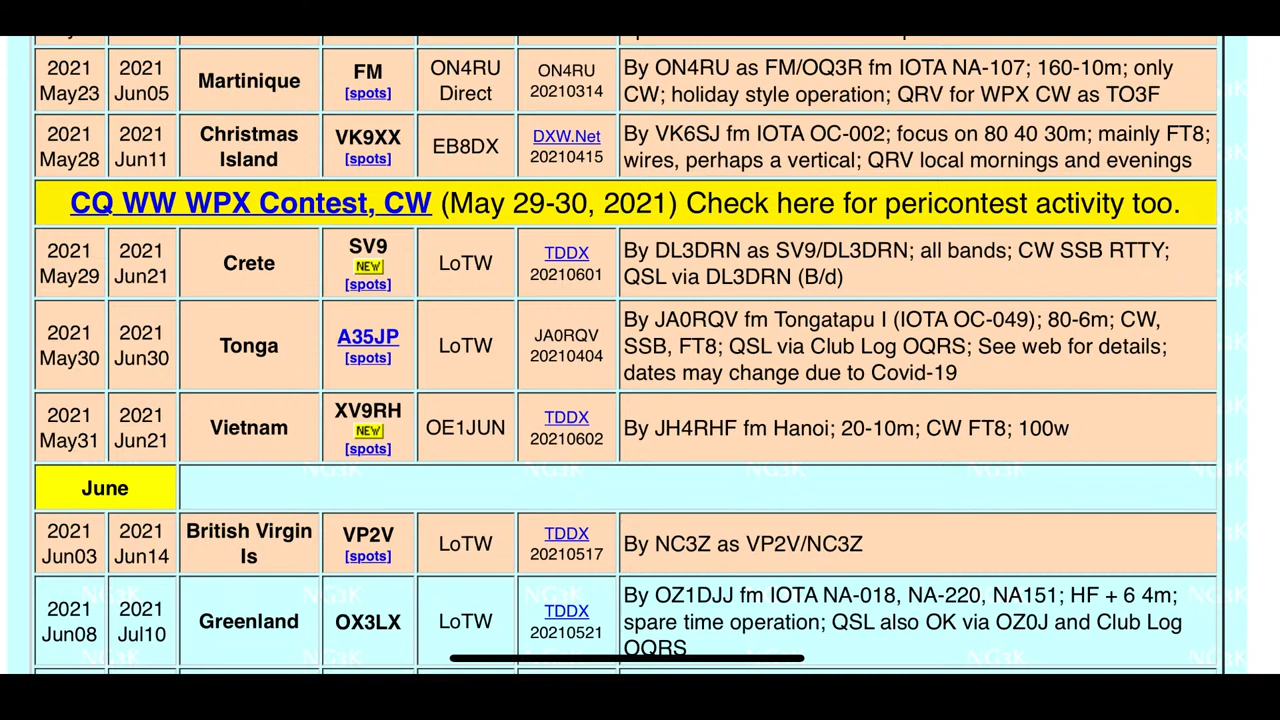 2021 May23
2021 Jun05
Martinique
FM
[spots]
ON4RU Direct
ON4RU
20210314
By ON4RU as FM/OQ3R fm IOTA NA-107; 160-10m; only
CW; holiday style operation; QRV for WPX CW as TO3F
2021 May28
2021 Jun11
Christmas Island
VK9XX
[spots]
EB8DX
DXW.Net
20210415
By VK6SJ fm IOTA OC-002; focus on 80 40 30m; mainly FT8;
wires, perhaps a vertical; QRV local mornings and evenings
CQ WW WPX Contest, CW (May 29-30, 2021) Check here for pericontest activity too.
2021 May29
2021 Jun21
Crete
SV9
NEW
[spots]
LoTW
TDDX
20210601
By DL3DRN as SV9/DL3DRN; all bands; CW SSB RTTY;
QSL via DL3DRN (B/d)
2021 May30
2021 Jun30
Tonga
A35JP
[spots]
LoTW
JA0RQV
20210404
By JA0RQV fm Tongatapu I (IOTA OC-049); 80-6m; CW,
SSB, FT8; QSL via Club Log OQRS; See web for details;
dates may change due to Covid-19
2021 May31
2021 Jun21
Vietnam
XV9RH
NEW
[spots]
OE1JUN
TDDX
20210602
By JH4RHF fm Hanoi; 20-10m; CW FT8; 100w
June
2021 Jun03
2021 Jun14
British Virgin Is
VP2V
[spots]
LoTW
TDDX
20210517
By NC3Z as VP2V/NC3Z
2021 Jun08
2021 Jul10
Greenland
OX3LX
LoTW
TDDX
20210521
By OZ1DJJ fm IOTA NA-018, NA-220, NA151; HF + 6 4m;
spare time operation; QSL also OK via OZ0J and Club Log
OQRS